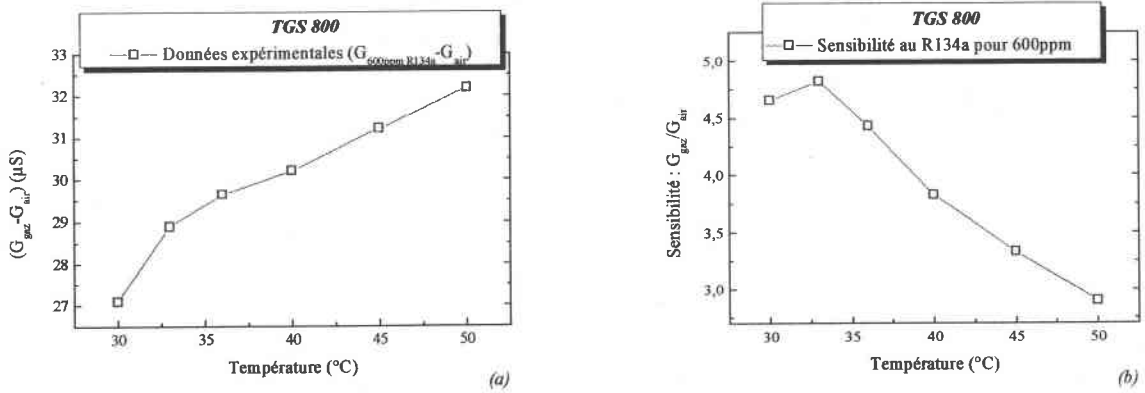 TGS 800
Données expérimentales (G600ppm R134a-Gair)
33
32
31
30
29
28
27
(Ggaz-Gair) (µS)
30 35 40 45 50
Température (°C)
(a)
TGS 800
Sensibilité au R134a pour 600ppm
5,0
4,5
4,0
3,5
3,0
Sensibilité : Ggaz/Gair
30 35 40 45 50
Température (°C)
(b)